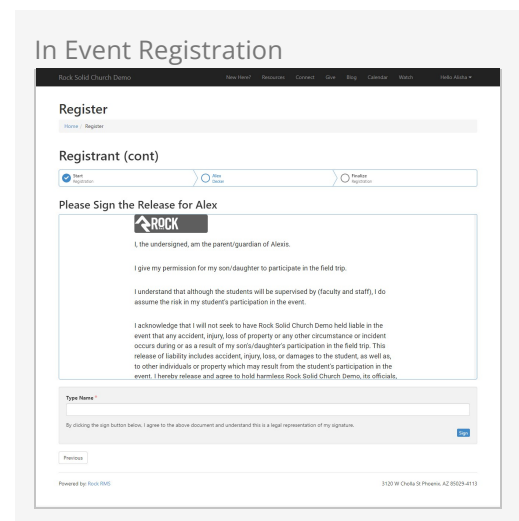 In Event Registration
Rock Solid Church Demo New Here? Resources Connect Give Blog Calendar Watch Hello Alisha
Register
Home / Register
Registrant (cont)
Start
Registration
Alex
Decker
Finalize
Registration
Please Sign the Release for Alex
ROCK
I, the undersigned, am the parent/guardian of Alexis.
I give my permission for my son/daughter to participate in the field trip.
I understand that although the students will be supervised by (faculty and staff), I do
assume the risk in my student's participation in the event.
I acknowledge that I will not seek to have Rock Solid Church Demo held liable in the
event that any accident, injury, loss of property or any other circumstance or incident
occurs during or as a result of my son's/daughter's participation in the field trip. This
release of liability includes accident, injury, loss, or damages to the student, as well as,
to other individuals or property which may result from the student's participation in the
event. I hereby release and agree to hold harmless Rock Solid Church Demo, its officials,
Type Name *
By clicking the sign button below, I agree to the above document and understand this is a legal representation of my signature.
Sign
Previous
Powered by: Rock RMS 3120 W Cholla St Phoenix, AZ 85029-4113